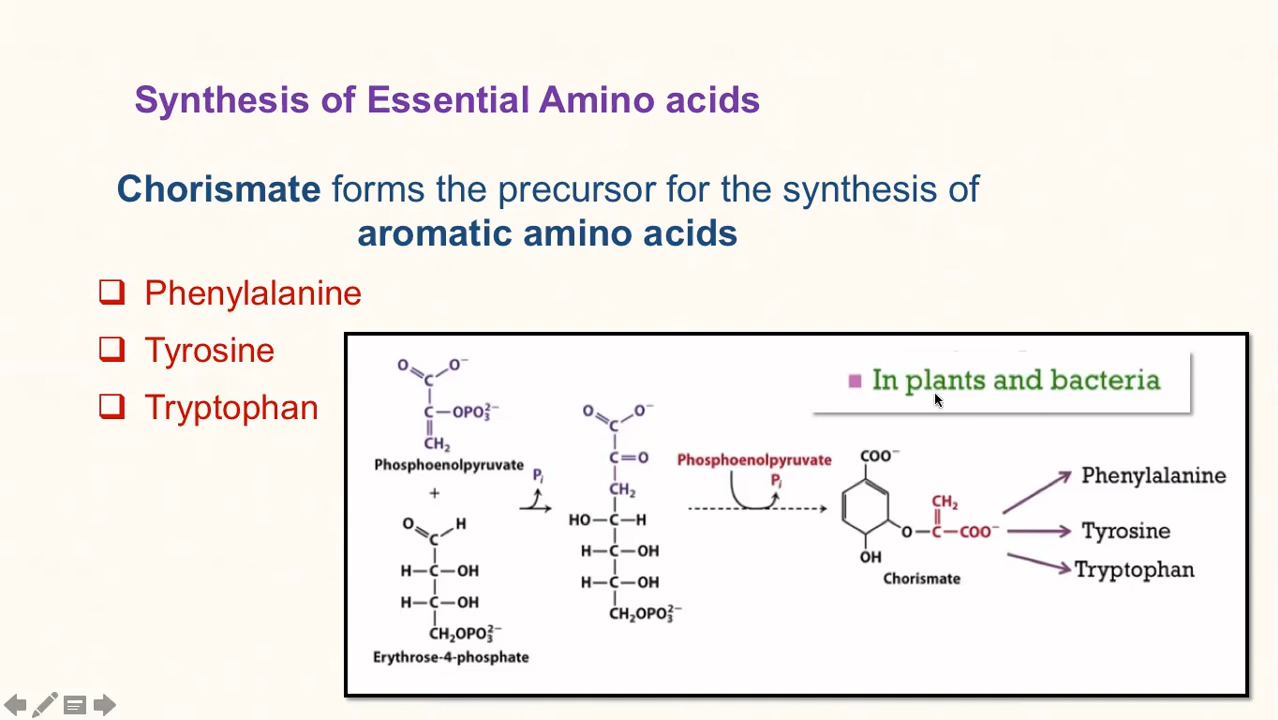 Synthesis of Essential Amino acids
Chorismate forms the precursor for the synthesis of
aromatic amino acids
Phenylalanine
Tyrosine
Tryptophan
In plants and bacteria
O O⁻
C
C—OPO₃²⁻
CH₂
Phosphoenolpyruvate
+
O H
C
H—C—OH
H—C—OH
CH₂OPO₃²⁻
Erythrose-4-phosphate
Pᵢ
O O⁻
C
C=O
CH₂
HO—C—H
H—C—OH
H—C—OH
CH₂OPO₃²⁻
Phosphoenolpyruvate
Pᵢ
COO⁻
CH₂
O—C—COO⁻
OH
Chorismate
Phenylalanine
Tyrosine
Tryptophan